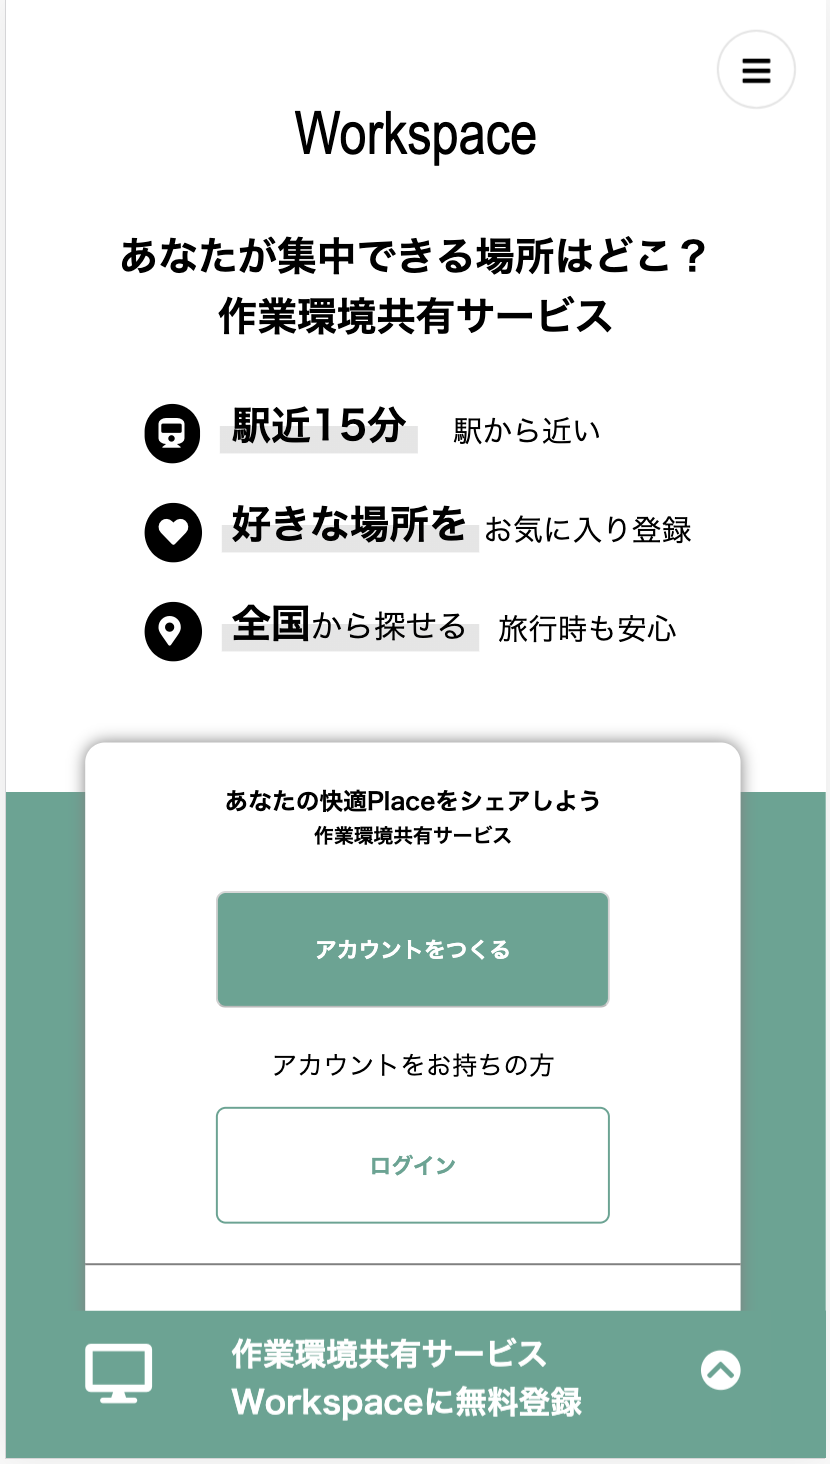 Workspace
あなたが集中できる場所はどこ？
作業環境共有サービス
駅近15分 駅から近い
好きな場所を お気に入り登録
全国から探せる 旅行時も安心
あなたの快適Placeをシェアしよう
作業環境共有サービス
アカウントをつくる
アカウントをお持ちの方
ログイン
作業環境共有サービス
Workspaceに無料登録